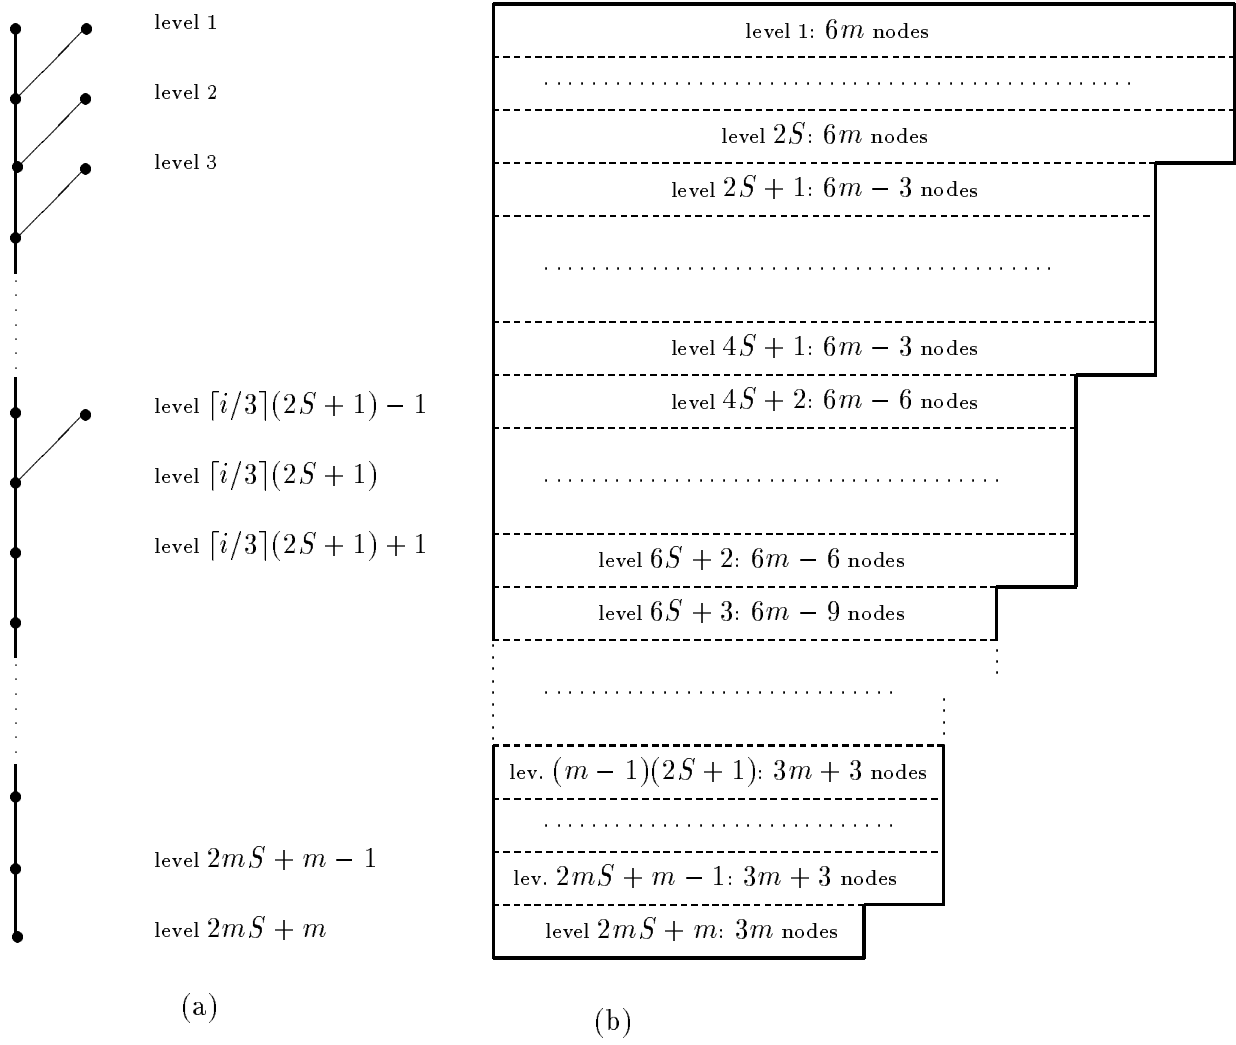 level 1
level 2
level 3
level ⌈i/3⌉(2S + 1) − 1
level ⌈i/3⌉(2S + 1)
level ⌈i/3⌉(2S + 1) + 1
level 2mS + m − 1
level 2mS + m
(a)
level 1: 6m nodes
level 2S: 6m nodes
level 2S + 1: 6m − 3 nodes
level 4S + 1: 6m − 3 nodes
level 4S + 2: 6m − 6 nodes
level 6S + 2: 6m − 6 nodes
level 6S + 3: 6m − 9 nodes
lev. (m − 1)(2S + 1): 3m + 3 nodes
lev. 2mS + m − 1: 3m + 3 nodes
level 2mS + m: 3m nodes
(b)